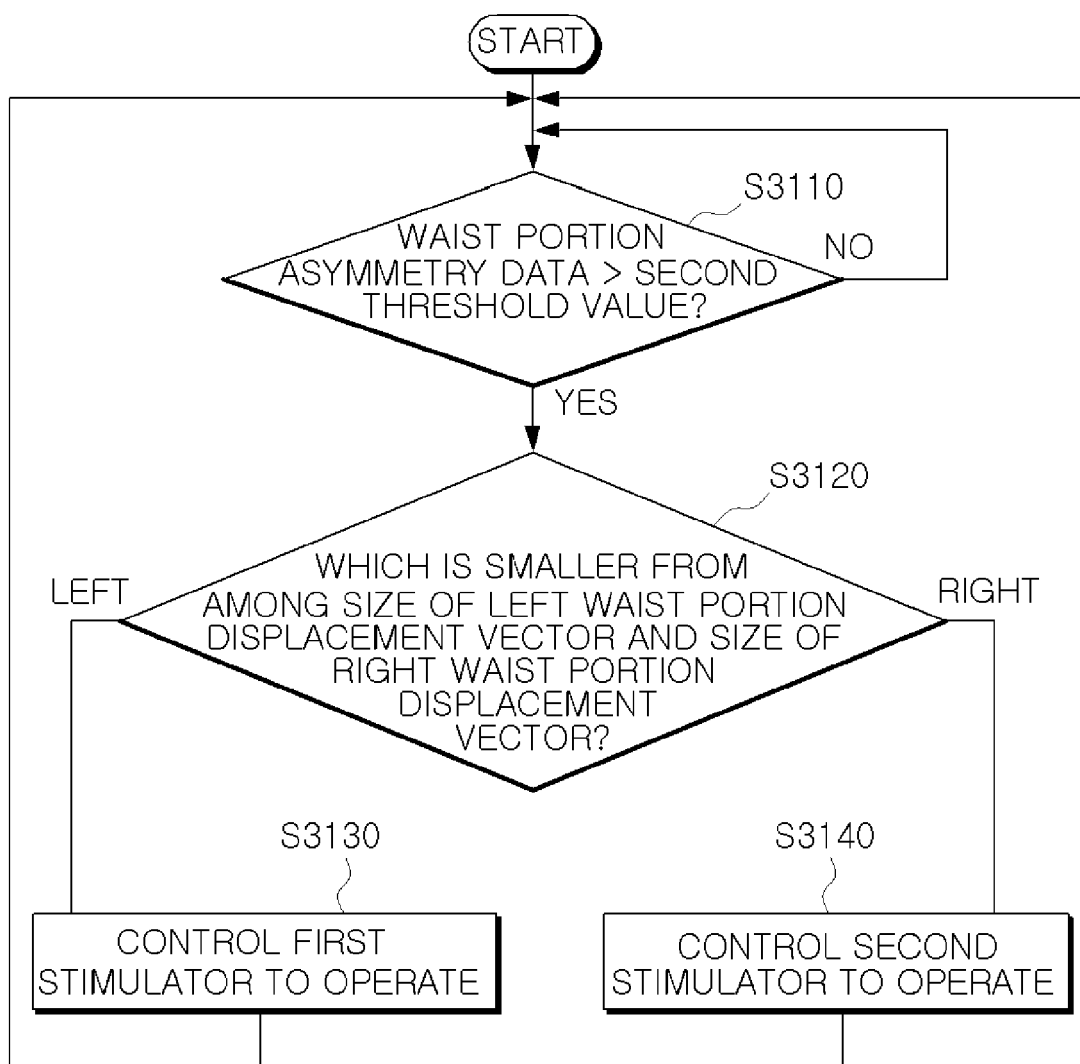 START
S3110
WAIST PORTION
ASYMMETRY DATA > SECOND
THRESHOLD VALUE?
NO
YES
S3120
WHICH IS SMALLER FROM
AMONG SIZE OF LEFT WAIST PORTION
DISPLACEMENT VECTOR AND SIZE OF
RIGHT WAIST PORTION
DISPLACEMENT
VECTOR?
LEFT
RIGHT
S3130
CONTROL FIRST
STIMULATOR TO OPERATE
S3140
CONTROL SECOND
STIMULATOR TO OPERATE